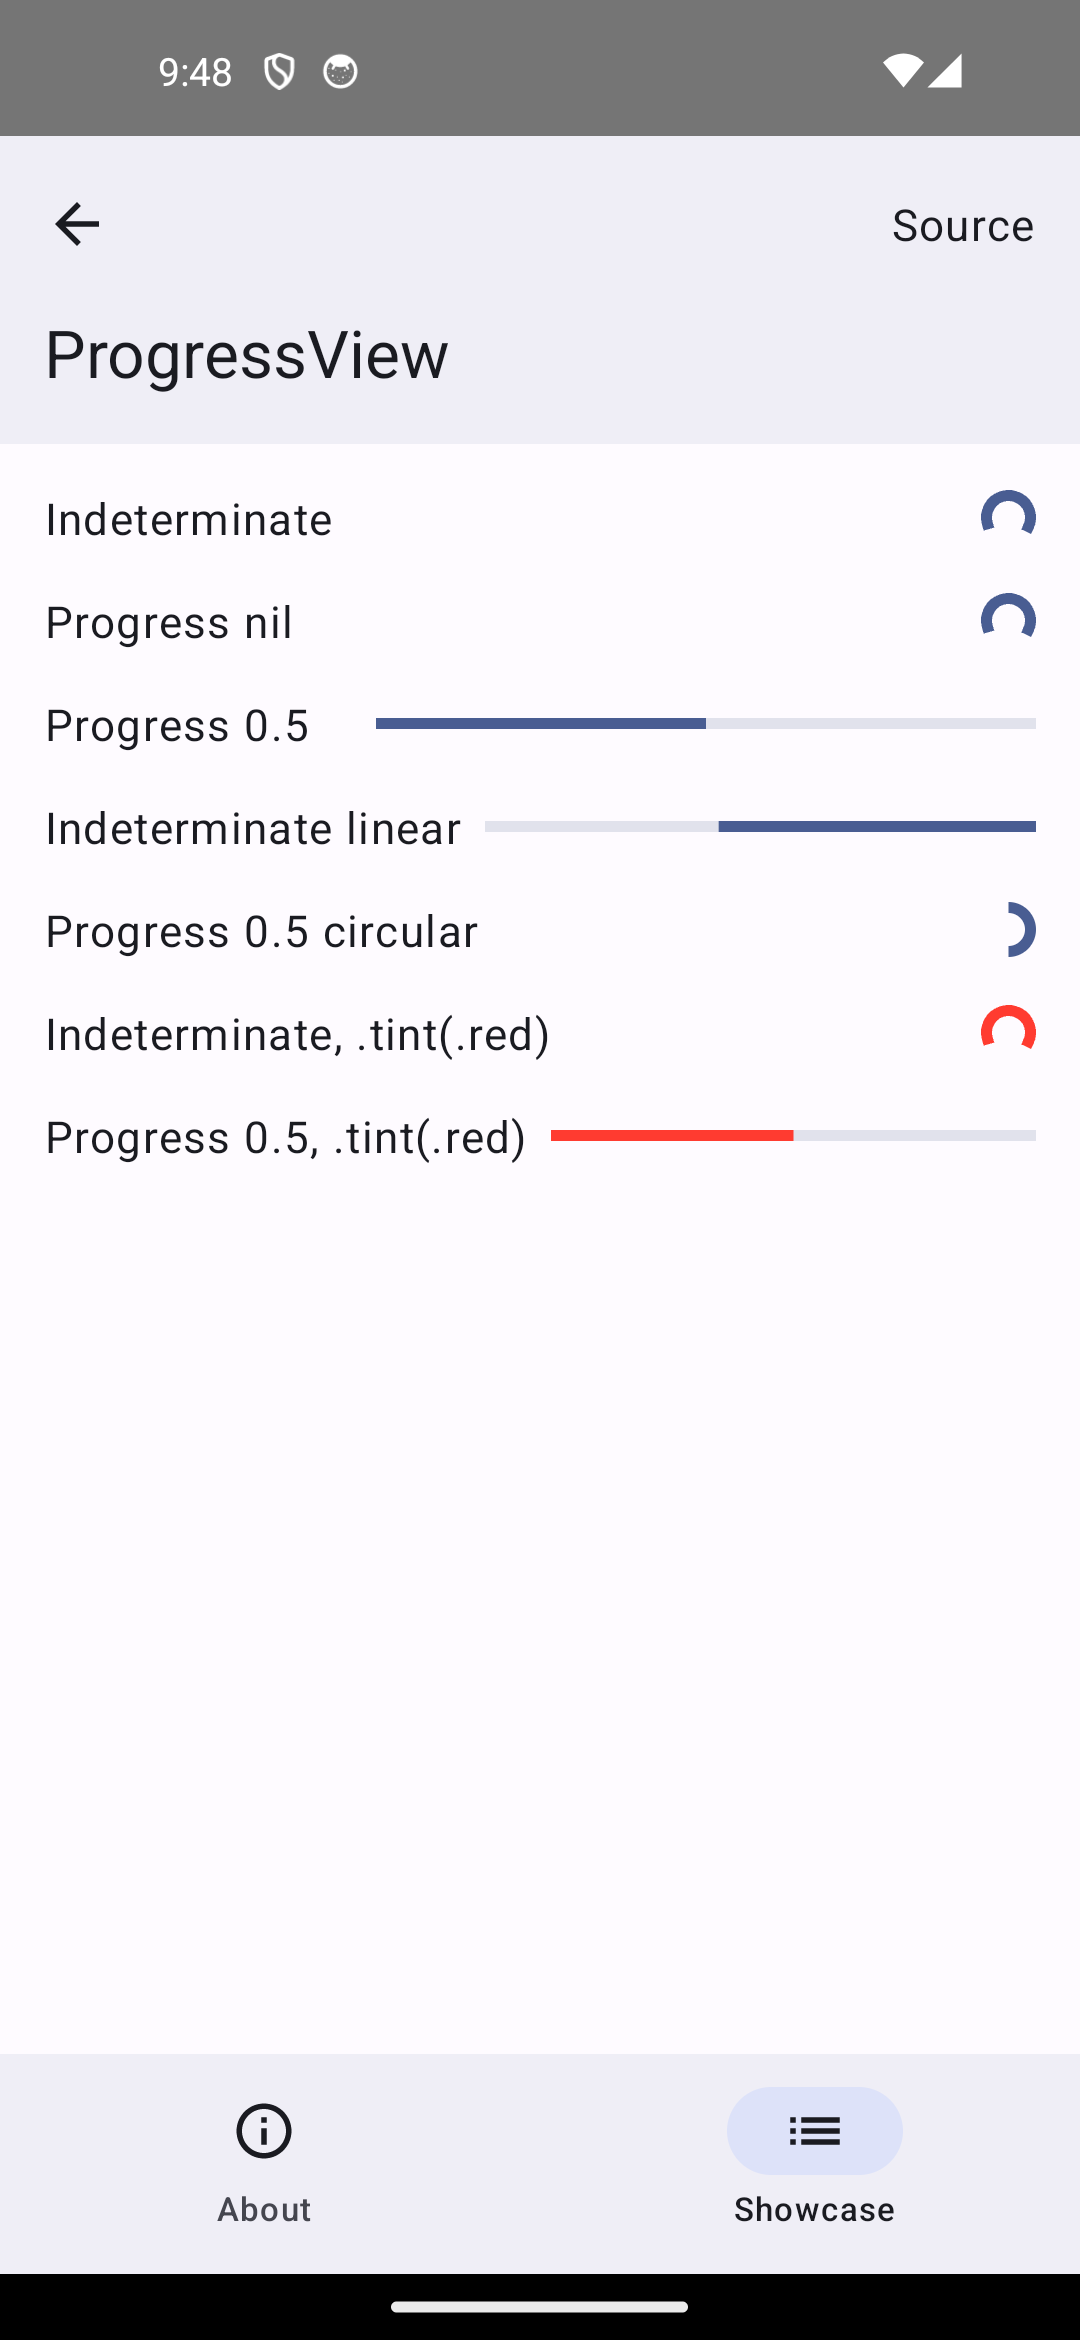 9:48
Source
ProgressView
Indeterminate
Progress nil
Progress 0.5
Indeterminate linear
Progress 0.5 circular
Indeterminate, .tint(.red)
Progress 0.5, .tint(.red)
About
Showcase